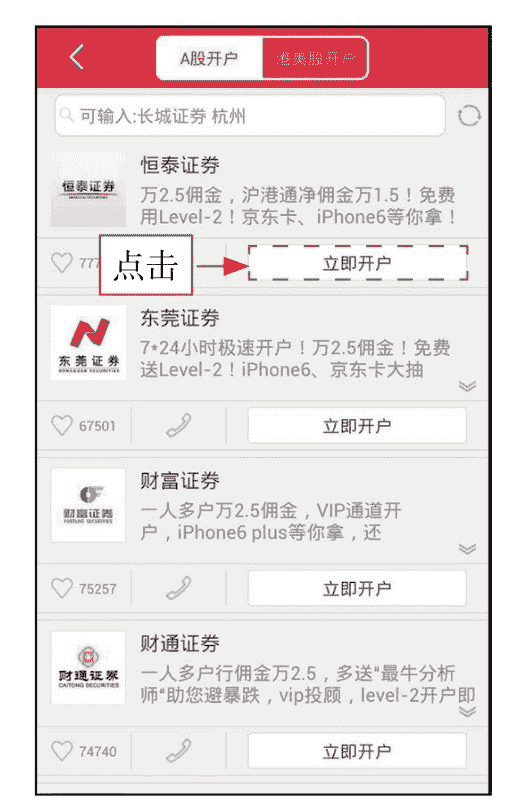 A股开户 港美股开户
可输入:长城证券 杭州
恒泰证券
恒泰证券
万2.5佣金，沪港通净佣金万1.5！免费
用Level-2！京东卡、iPhone6等你拿！
777
点击
立即开户
东莞证券
东莞证券
DONGGUAN SECURITIES
7*24小时极速开户！万2.5佣金！免费
送Level-2！iPhone6、京东卡大抽
67501
立即开户
财富证券
财富证券
FORTUNE SECURITIES
一人多户万2.5佣金，VIP通道开
户，iPhone6 plus等你拿，还
75257
立即开户
财通证券
财通证券
CAITONG SECURITIES
一人多户行佣金万2.5，多送“最牛分析
师“助您避暴跌，vip投顾，level-2开户即
74740
立即开户